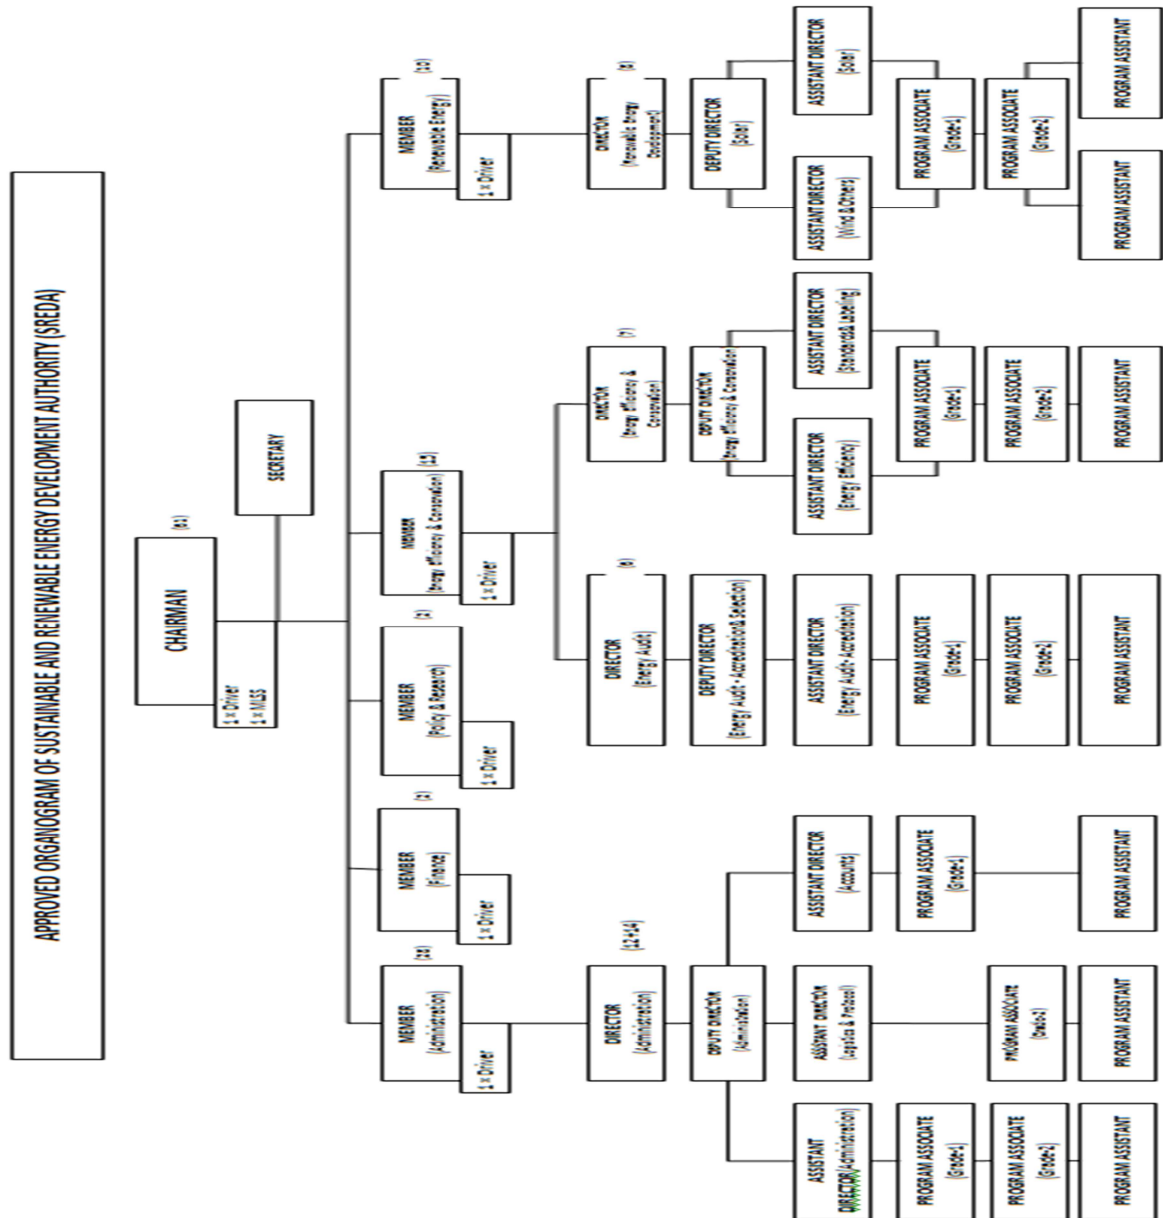 APPROVED ORGANOGRAM OF SUSTAINABLE AND RENEWABLE ENERGY DEVELOPMENT AUTHORITY (SREDA)
CHAIRMAN
1 × Driver
1 × MLSS
SECRETARY
MEMBER
(Administration)
1 × Driver
MEMBER
(Finance)
(2)
1 × Driver
MEMBER
(Policy & Research)
(2)
1 × Driver
MEMBER
(Energy Efficiency & Conservation)
1 × Driver
MEMBER
(Renewable Energy)
(10)
1 × Driver
DIRECTOR
(Administration)
(12+14)
DIRECTOR
(Energy Audit)
DIRECTOR
(Energy Efficiency &
Conservation)
(7)
DIRECTOR
(Renewable Energy
Development)
(8)
DEPUTY DIRECTOR
(Administration)
DEPUTY DIRECTOR
(Energy Audit - Accreditation& Selection)
DEPUTY DIRECTOR
(Energy Efficiency & Conservation)
DEPUTY DIRECTOR
(Solar)
ASSISTANT
DIRECTOR(Administration)
ASSISTANT DIRECTOR
(Logistics & Protocol)
ASSISTANT DIRECTOR
(Accounts)
ASSISTANT DIRECTOR
(Energy Audit- Accreditation)
ASSISTANT DIRECTOR
(Energy Efficiency)
ASSISTANT DIRECTOR
(Standards& Labeling)
ASSISTANT DIRECTOR
(Wind & Others)
ASSISTANT DIRECTOR
(Solar)
PROGRAM ASSOCIATE
(Grade-1)
PROGRAM ASSOCIATE
(Grade-1)
PROGRAM ASSOCIATE
(Grade-1)
PROGRAM ASSOCIATE
(Grade-1)
PROGRAM ASSOCIATE
(Grade-1)
PROGRAM ASSOCIATE
(Grade-2)
PROGRAM ASSOCIATE
(Grade-2)
PROGRAM ASSOCIATE
(Grade-2)
PROGRAM ASSOCIATE
(Grade-2)
PROGRAM ASSOCIATE
(Grade-2)
PROGRAM ASSISTANT
PROGRAM ASSISTANT
PROGRAM ASSISTANT
PROGRAM ASSISTANT
PROGRAM ASSISTANT
PROGRAM ASSISTANT
PROGRAM ASSISTANT